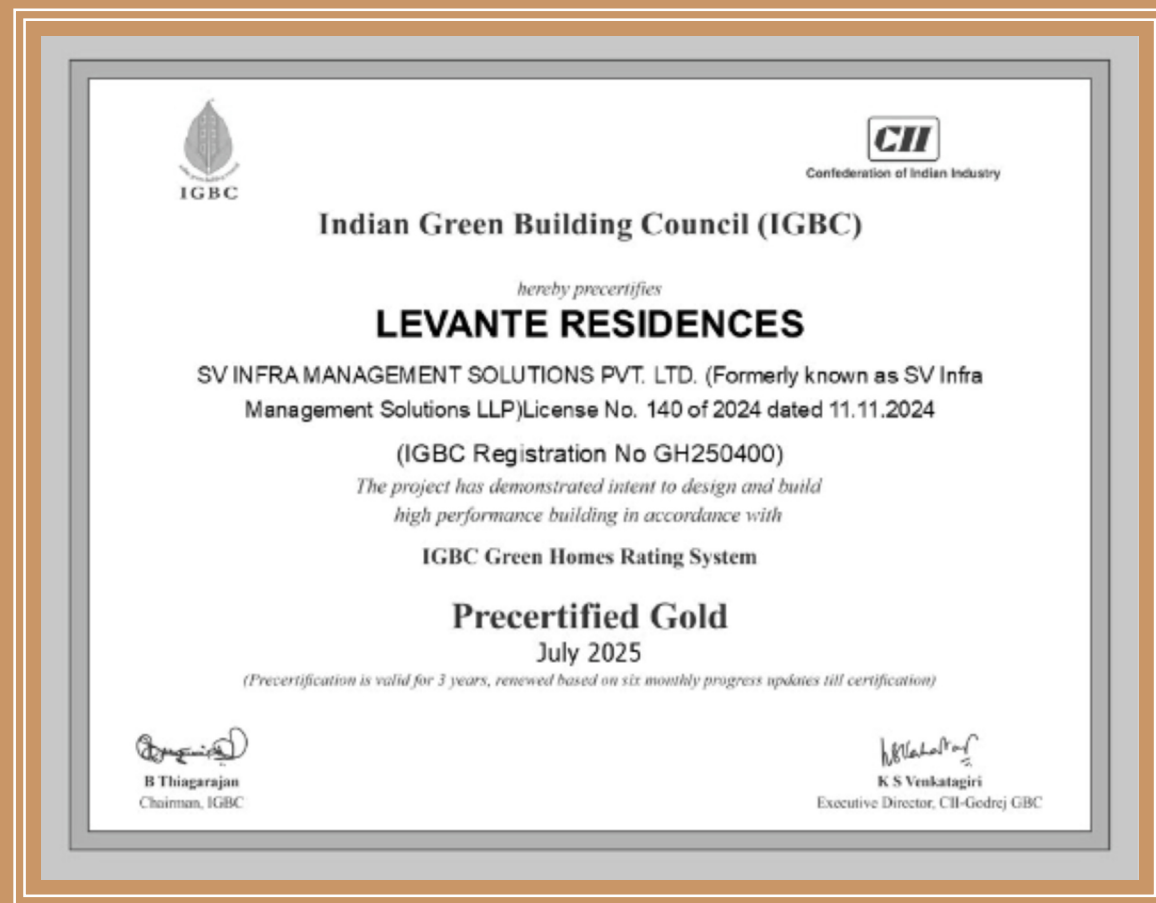 IGBC
CII
Confederation of Indian Industry
Indian Green Building Council (IGBC)
hereby precertifies
LEVANTE RESIDENCES
SV INFRA MANAGEMENT SOLUTIONS PVT. LTD. (Formerly known as SV Infra
Management Solutions LLP)License No. 140 of 2024 dated 11.11.2024
(IGBC Registration No GH250400)
The project has demonstrated intent to design and build
high performance building in accordance with
IGBC Green Homes Rating System
Precertified Gold
July 2025
(Precertification is valid for 3 years, renewed based on six monthly progress updates till certification)
B Thiagarajan
Chairman, IGBC
K S Venkatagiri
Executive Director, CII-Godrej GBC